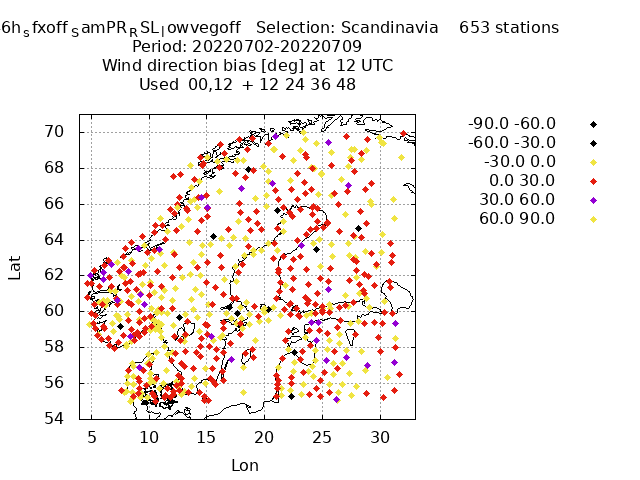 6h_sfxoff_SamPR_RSL_lowvegoff Selection: Scandinavia 653 stations
Period: 20220702-20220709
Wind direction bias [deg] at 12 UTC
Used 00,12 + 12 24 36 48
-90.0 -60.0
-60.0 -30.0
-30.0 0.0
0.0 30.0
30.0 60.0
60.0 90.0
70
68
66
64
62
60
58
56
54
Lat
5 10 15 20 25 30
Lon